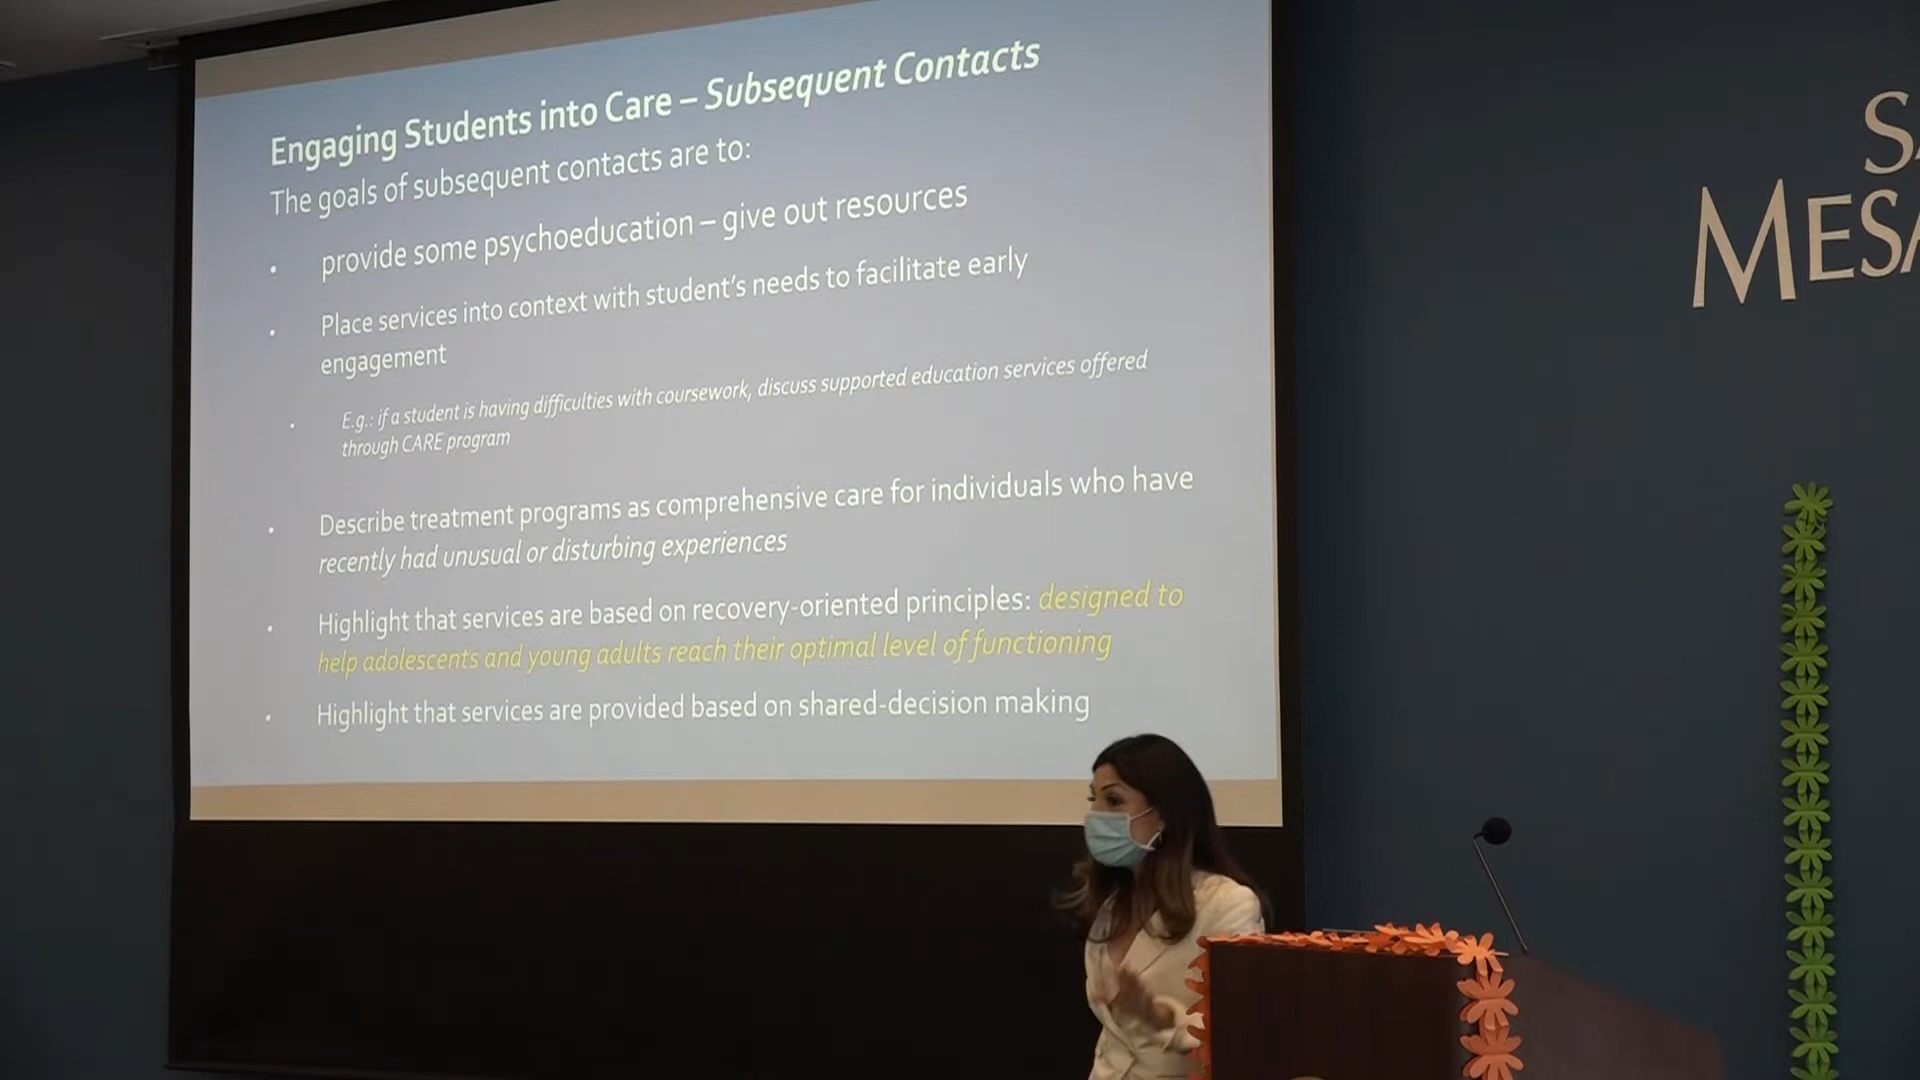 Engaging Students into Care – Subsequent Contacts
The goals of subsequent contacts are to:
• provide some psychoeducation – give out resources
• Place services into context with student's needs to facilitate early
engagement
• E.g.: if a student is having difficulties with coursework, discuss supported education services offered
through CARE program
• Describe treatment programs as comprehensive care for individuals who have
recently had unusual or disturbing experiences
• Highlight that services are based on recovery-oriented principles: designed to
help adolescents and young adults reach their optimal level of functioning
• Highlight that services are provided based on shared-decision making
SA
MESA